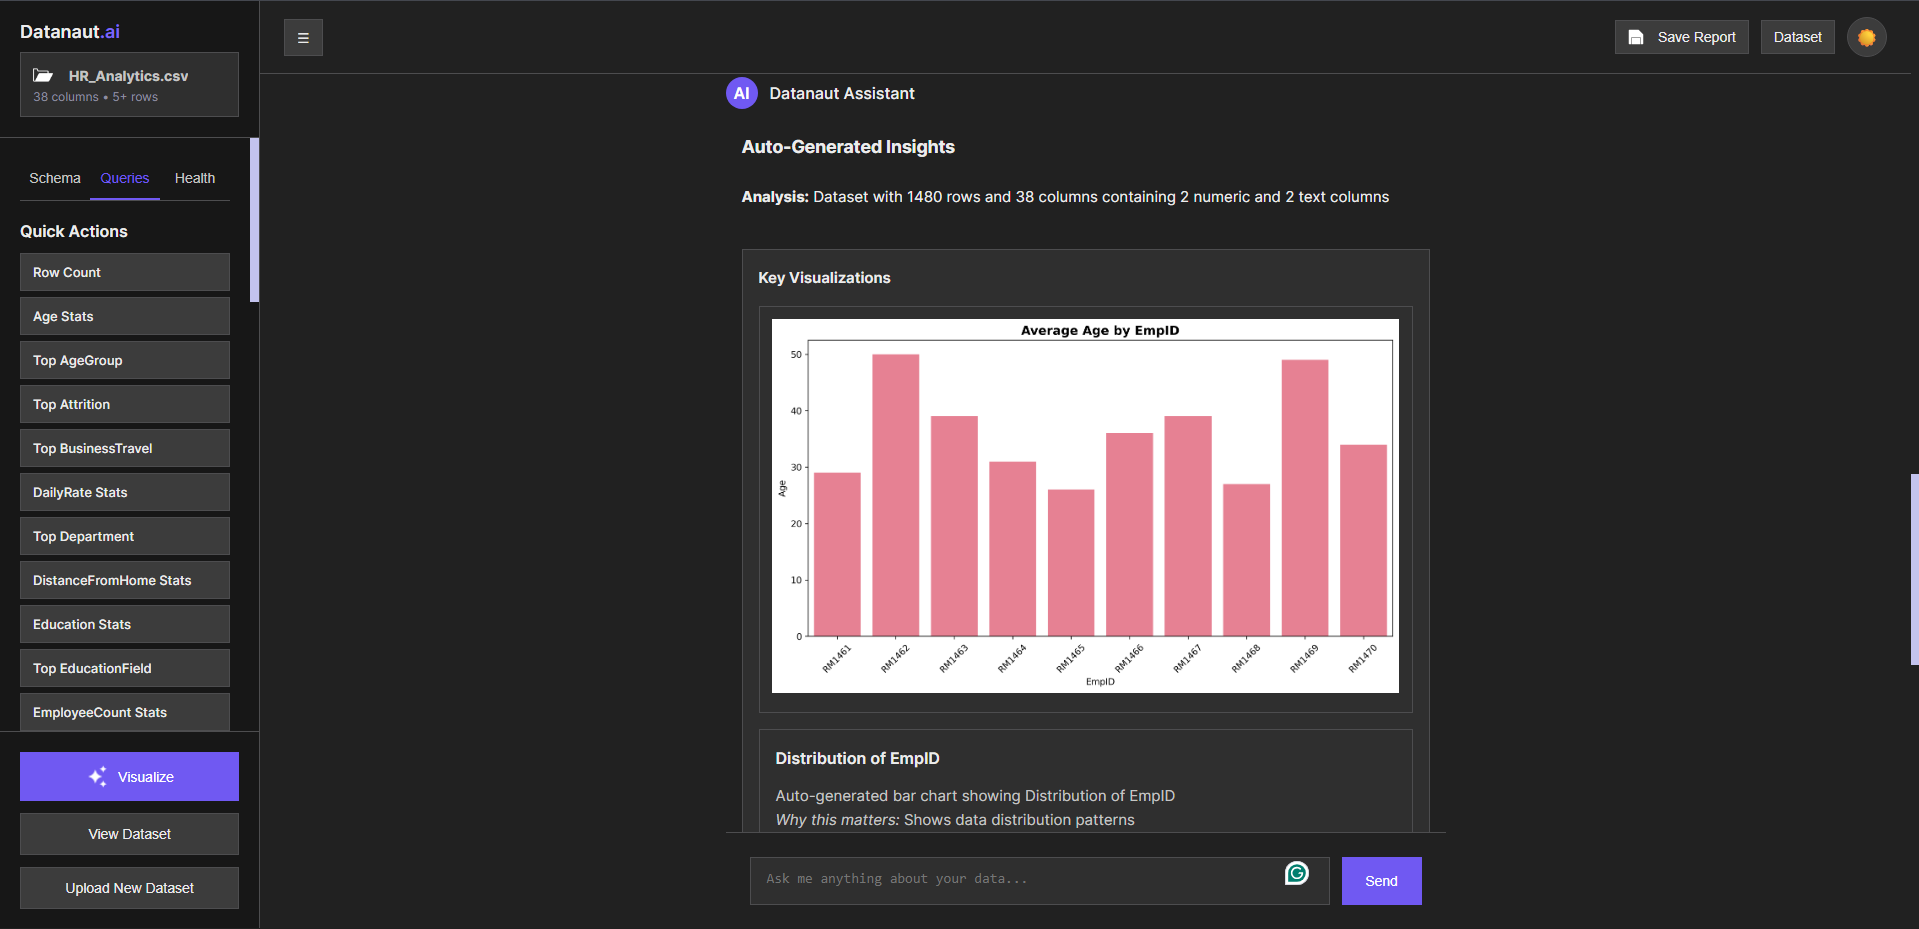 Datanaut.ai
HR_Analytics.csv
38 columns • 5+ rows
Schema Queries Health
Quick Actions
Row Count
Age Stats
Top AgeGroup
Top Attrition
Top BusinessTravel
DailyRate Stats
Top Department
DistanceFromHome Stats
Education Stats
Top EducationField
EmployeeCount Stats
Visualize
View Dataset
Upload New Dataset
Save Report Dataset
AI Datanaut Assistant
Auto-Generated Insights
Analysis: Dataset with 1480 rows and 38 columns containing 2 numeric and 2 text columns
Key Visualizations
Average Age by EmpID
50
40
30
20
10
0
Age
RM1461 RM1462 RM1463 RM1464 RM1465 RM1466 RM1467 RM1468 RM1469 RM1470
EmpID
Distribution of EmpID
Auto-generated bar chart showing Distribution of EmpID
Why this matters: Shows data distribution patterns
Ask me anything about your data...
G
Send